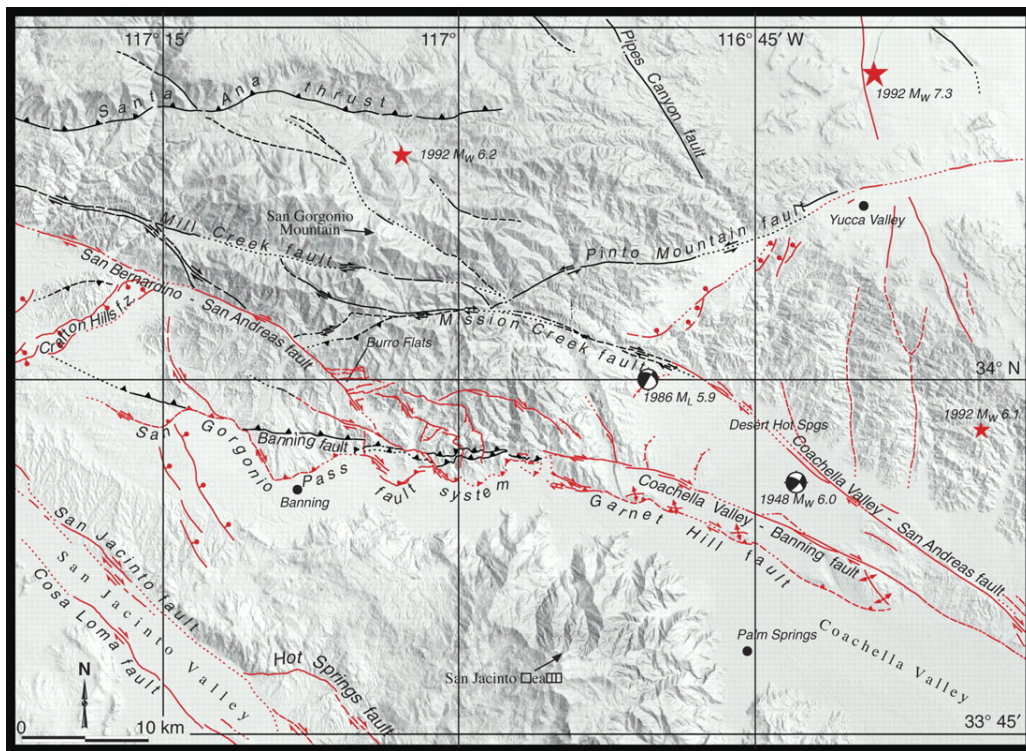 117° 15'
117°
116° 45' W
Santa Ana thrust
Pipes Canyon fault
1992 Mw 7.3
1992 Mw 6.2
Yucca Valley
San Gorgonio
Mountain
Mill Creek fault
Pinto Mountain fault
San Bernardino - San Andreas fault
Crafton Hills f.z.
Mission Creek fault
Burro Flats
34° N
1986 ML 5.9
Desert Hot Spgs
1992 Mw 6.1
San Gorgonio Pass fault system
Banning fault
Banning
Coachella Valley - Banning fault
Coachella Valley - San Andreas fault
1948 Mw 6.0
Garnet Hill fault
San Jacinto fault
San Jacinto Valley
Cosa Loma fault
Hot Springs fault
Palm Springs
Coachella Valley
San Jacinto
N
0
10 km
33° 45'